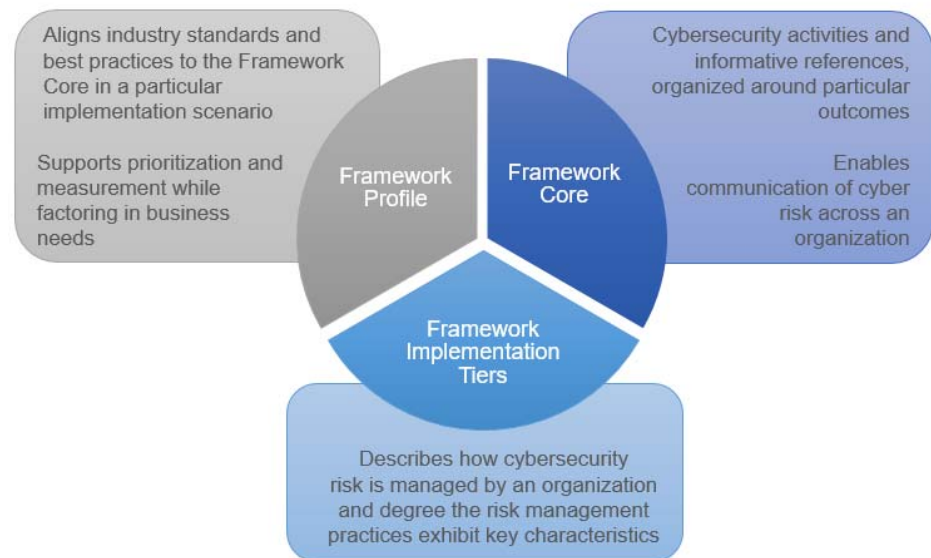 Aligns industry standards and
best practices to the Framework
Core in a particular
implementation scenario
Supports prioritization and
measurement while
factoring in business
needs
Framework
Profile
Framework
Core
Cybersecurity activities and
informative references,
organized around particular
outcomes
Enables
communication of cyber
risk across an
organization
Framework
Implementation
Tiers
Describes how cybersecurity
risk is managed by an organization
and degree the risk management
practices exhibit key characteristics